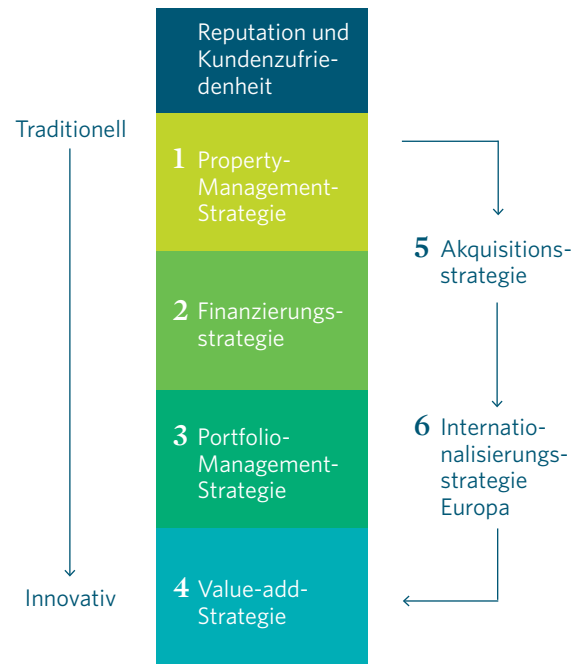 Reputation und
Kundenzufrie-
denheit
Traditionell
1 Property-
Management-
Strategie
2 Finanzierungs-
strategie
3 Portfolio-
Management-
Strategie
4 Value-add-
Strategie
Innovativ
5 Akquisitions-
strategie
6 Internatio-
nalisierungs-
strategie
Europa